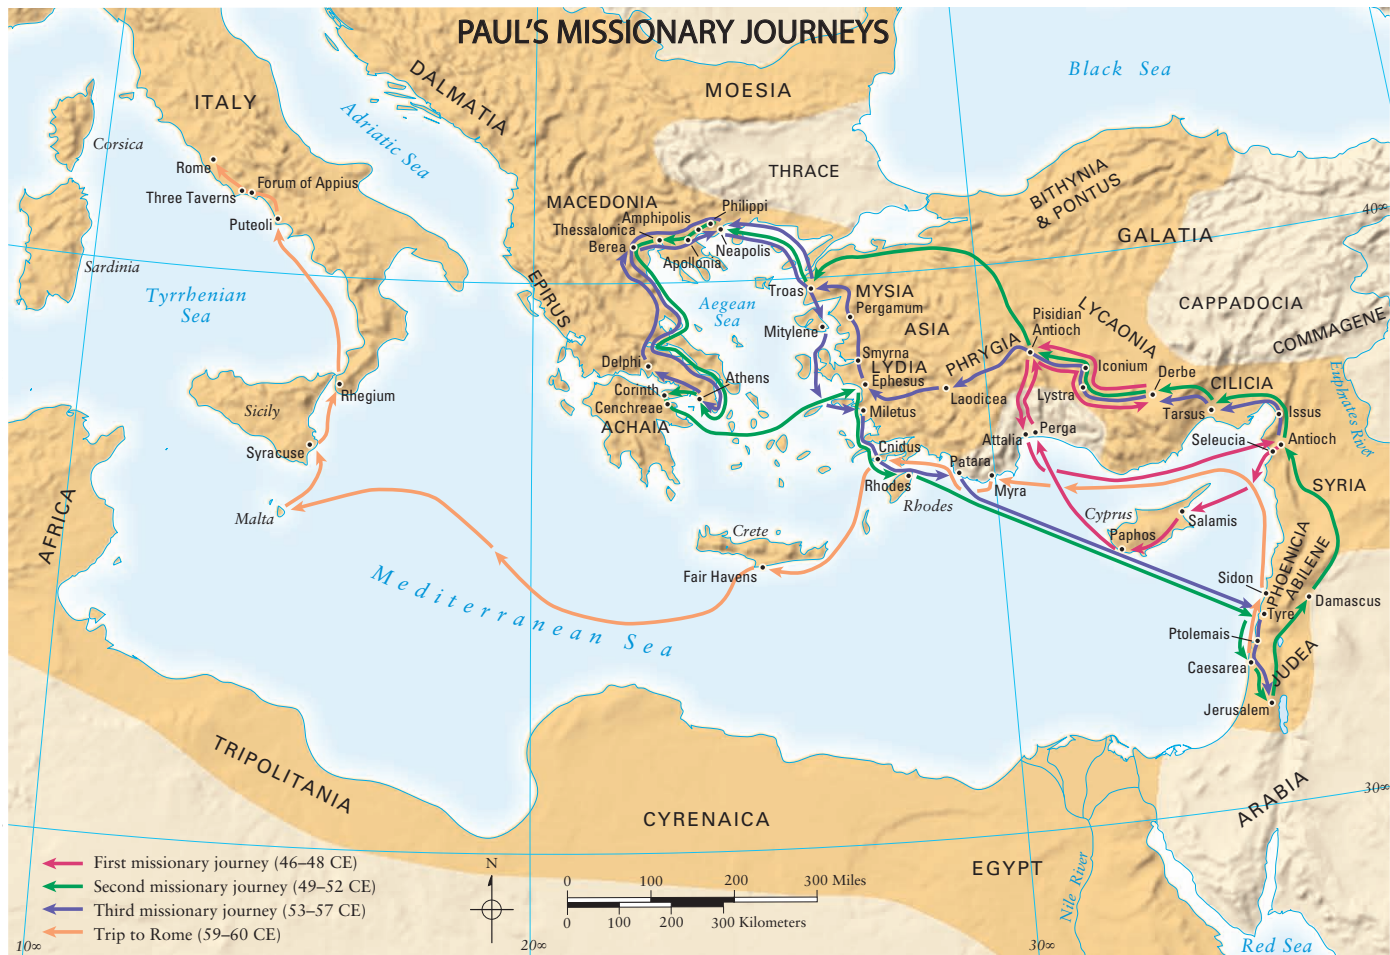 PAUL'S MISSIONARY JOURNEYS
DALMATIA
MOESIA
Black Sea
ITALY
Adriatic Sea
Corsica
THRACE
Rome
Forum of Appius
Three Taverns
Puteoli
MACEDONIA
Philippi
Amphipolis
Thessalonica
Berea
Neapolis
Apollonia
BITHYNIA
& PONTUS
40∞
GALATIA
Sardinia
Tyrrhenian
Sea
EPIRUS
Troas
MYSIA
Pergamum
Aegean
Sea
Mitylene
ASIA
PHRYGIA
Pisidian
Antioch
LYCAONIA
CAPPADOCIA
COMMAGENE
Euphrates River
Delphi
Smyrna
LYDIA
Ephesus
Iconium
Derbe
CILICIA
Rhegium
Athens
Corinth
Cenchreae
ACHAIA
Laodicea
Lystra
Tarsus
Issus
Sicily
Miletus
Syracuse
Attalia
Perga
Seleucia
Antioch
Cnidus
Patara
Rhodes
Rhodes
Myra
SYRIA
Malta
AFRICA
Crete
Cyprus
Salamis
Paphos
Fair Havens
Mediterranean Sea
PHOENICIA
ABILENE
Sidon
Damascus
Tyre
Ptolemais
Caesarea
JUDEA
Jerusalem
TRIPOLITANIA
CYRENAICA
ARABIA
30∞
EGYPT
Nile River
Red Sea
First missionary journey (46–48 CE)
Second missionary journey (49–52 CE)
Third missionary journey (53–57 CE)
Trip to Rome (59–60 CE)
N
0 100 200 300 Miles
0 100 200 300 Kilometers
10∞
20∞
30∞